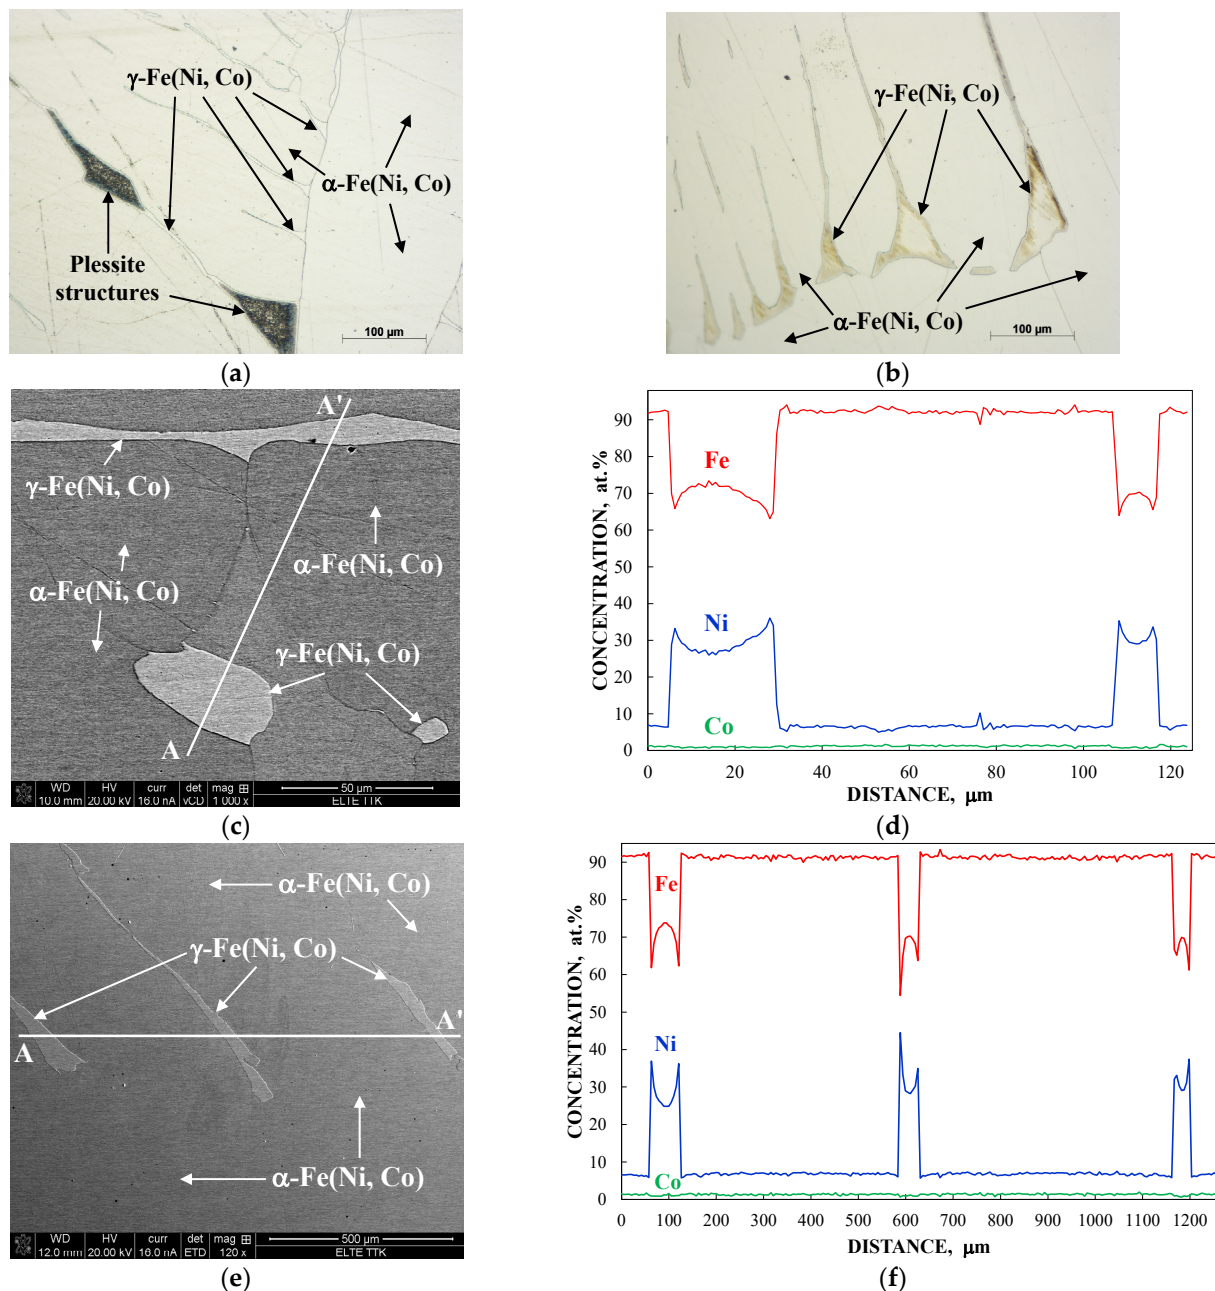 γ-Fe(Ni, Co)
α-Fe(Ni, Co)
Plessite
structures
100 µm
(a)
γ-Fe(Ni, Co)
α-Fe(Ni, Co)
100 µm
(b)
A'
γ-Fe(Ni, Co)
α-Fe(Ni, Co)
α-Fe(Ni, Co)
γ-Fe(Ni, Co)
A
WD HV curr det mag ⊞ 50 µm
10.0 mm 20.00 kV 16.0 nA vCD 1 000 x ELTE TTK
(c)
CONCENTRATION, at.%
90
80
70
60
50
40
30
20
10
0
Fe
Ni
Co
0 20 40 60 80 100 120
DISTANCE, µm
(d)
α-Fe(Ni, Co)
γ-Fe(Ni, Co)
A'
A
α-Fe(Ni, Co)
WD HV curr det mag ⊞ 500 µm
12.0 mm 20.00 kV 16.0 nA ETD 120 x ELTE TTK
(e)
CONCENTRATION, at.%
90
80
70
60
50
40
30
20
10
0
Fe
Ni
Co
0 100 200 300 400 500 600 700 800 900 1000 1100 1200
DISTANCE, µm
(f)